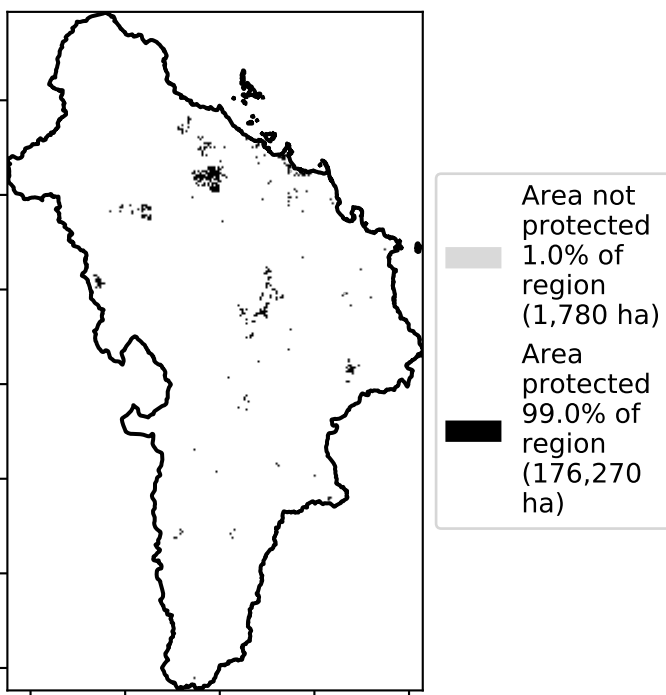 Area not
protected
1.0% of
region
(1,780 ha)
Area
protected
99.0% of
region
(176,270
ha)